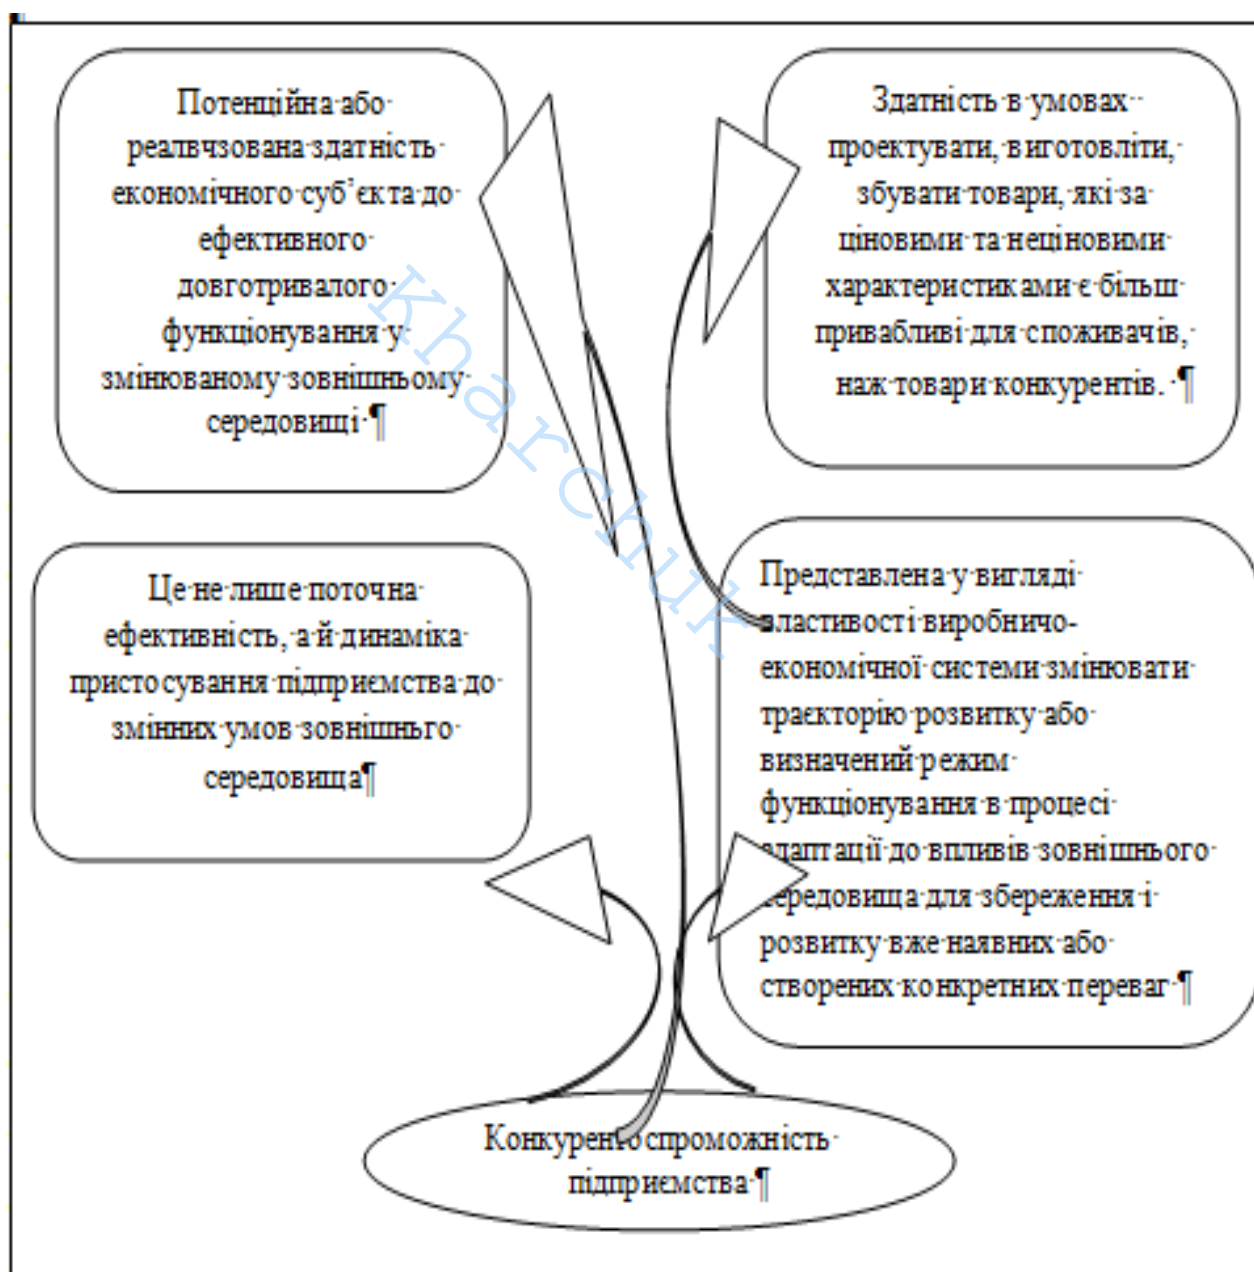 Потенційна або
реалвчзована здатність
економічного суб’єкта до
ефективного
довготривалого
функціонування у
змінюваному зовнішньому
середовищі ¶
Здатність в умовах
проектувати, виготовліти,
збувати товари, які за
ціновими та неціновими
характеристиками є більш
привабливі для споживачів,
наж товари конкурентів. ¶
Це не лише поточна
ефективність, а й динаміка
пристосування підприємства до
змінних умов зовнішньго
середовища¶
Представлена у вигляді
властивості виробничо-
економічної системи змінювати
траєкторію розвитку або
визначений режим
функціонування в процесі
адаптації до впливів зовнішнього
середовища для збереження і
розвитку вже наявних або
створених конкретних переваг ¶
Конкурентоспроможність
підприємства ¶
Kharchuk